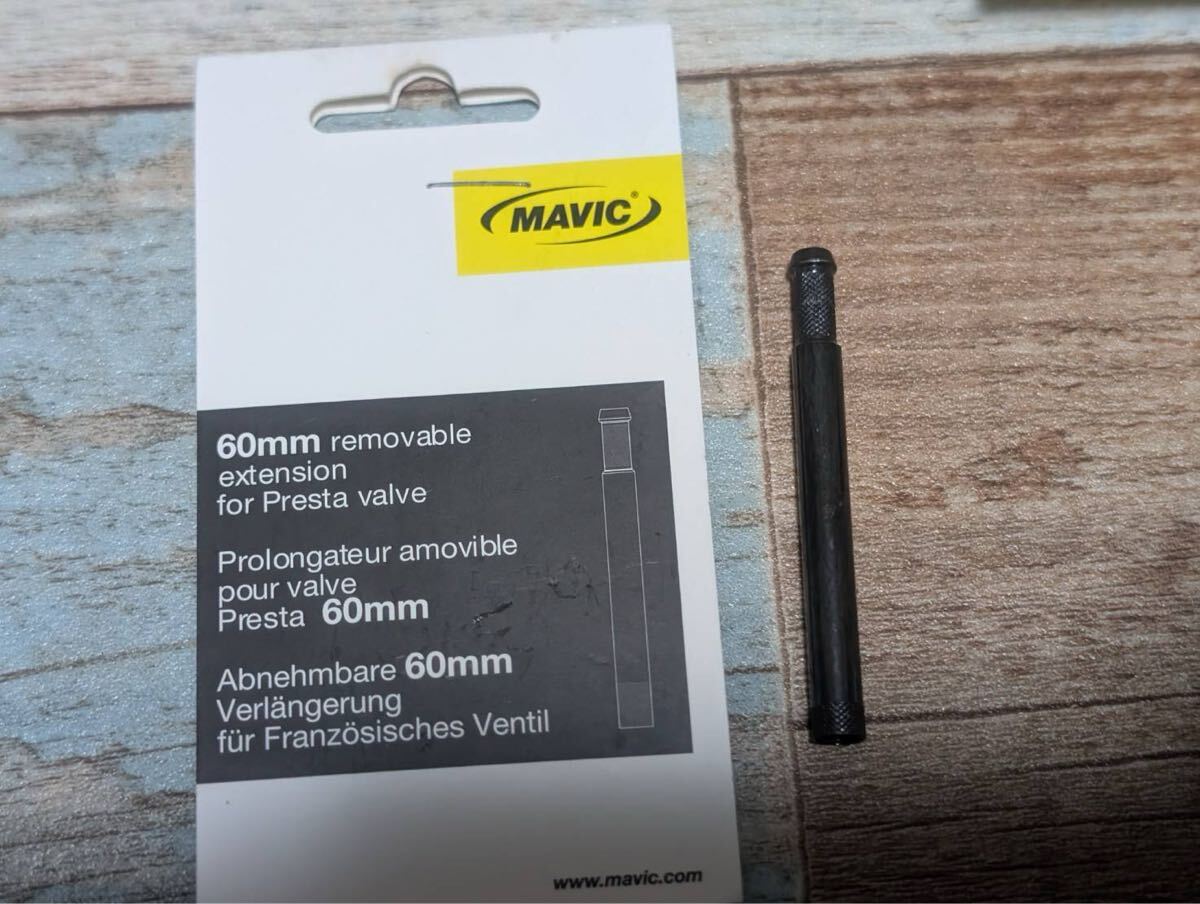 MAVIC®
60mm removable
extension
for Presta valve
Prolongateur amovible
pour valve
Presta 60mm
Abnehmbare 60mm
Verlängerung
für Französisches Ventil
www.mavic.com